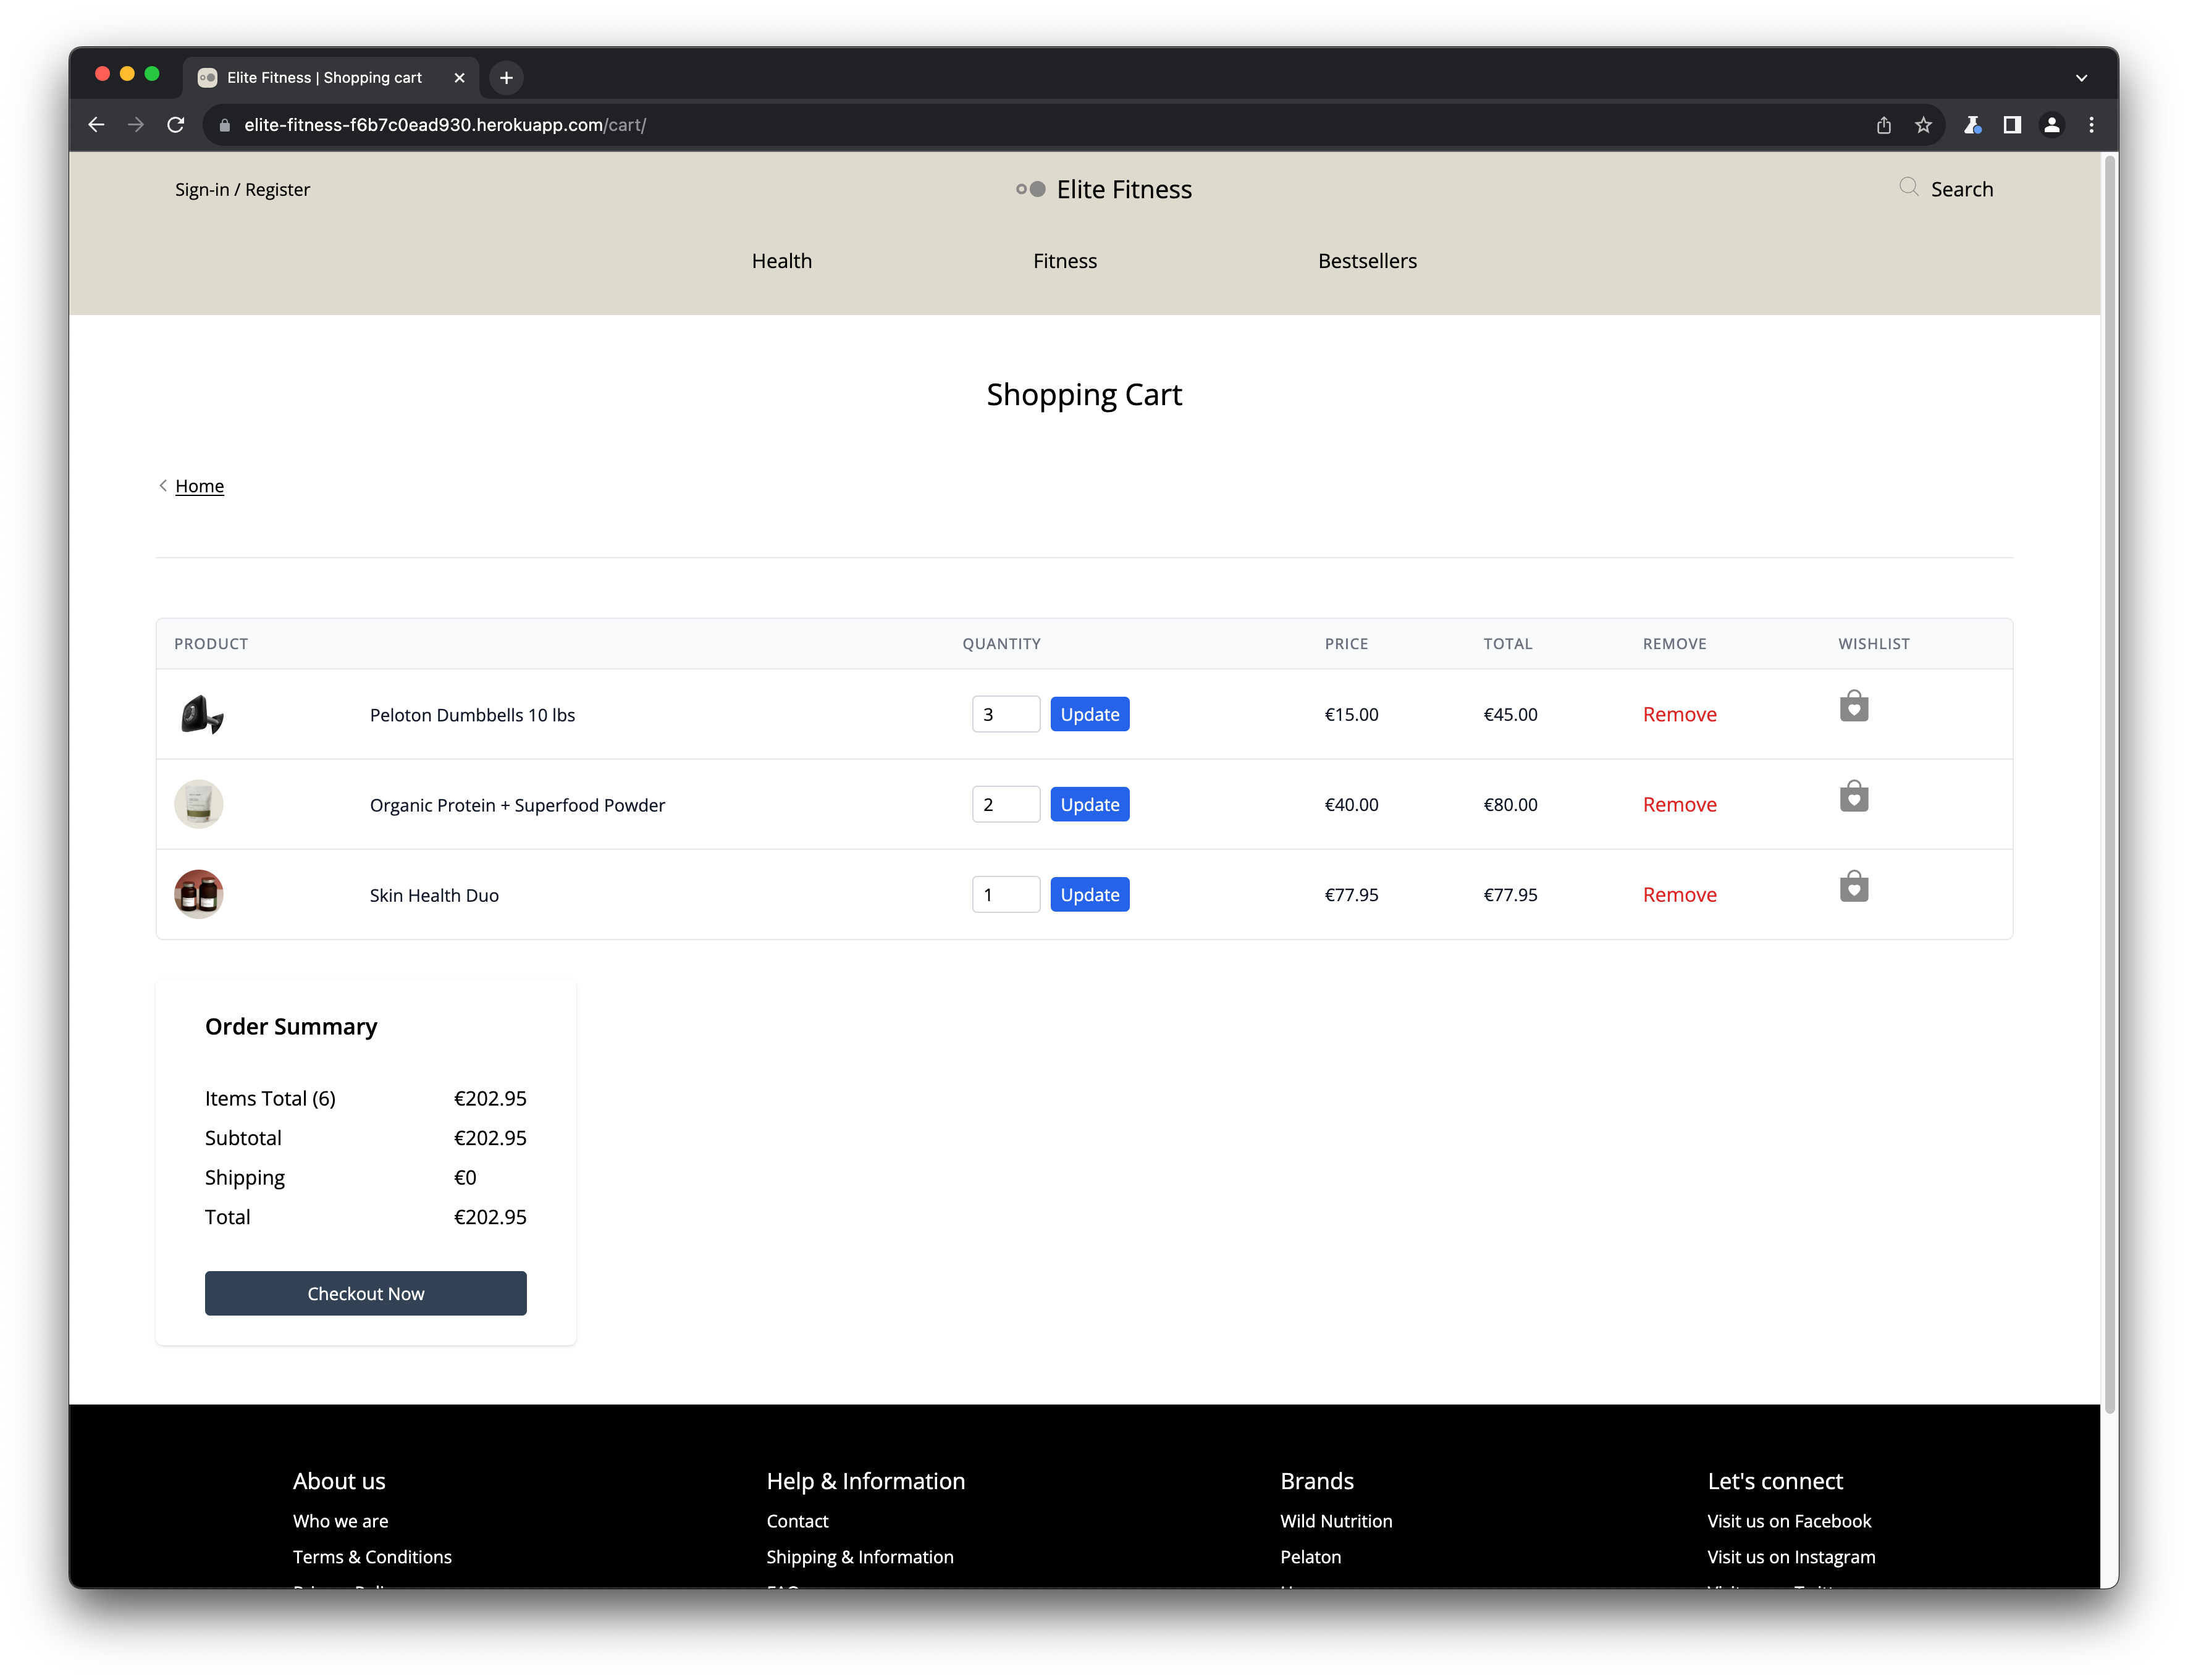 Elite Fitness | Shopping cart
elite-fitness-f6b7c0ead930.herokuapp.com/cart/
Sign-in / Register
Elite Fitness
Search
Health Fitness Bestsellers
Shopping Cart
Home
PRODUCT QUANTITY PRICE TOTAL REMOVE WISHLIST
Peloton Dumbbells 10 lbs 3 Update €15.00 €45.00 Remove
Organic Protein + Superfood Powder 2 Update €40.00 €80.00 Remove
Skin Health Duo 1 Update €77.95 €77.95 Remove
Order Summary
Items Total (6) €202.95
Subtotal €202.95
Shipping €0
Total €202.95
Checkout Now
About us Help & Information Brands Let's connect
Who we are Contact Wild Nutrition Visit us on Facebook
Terms & Conditions Shipping & Information Pelaton Visit us on Instagram